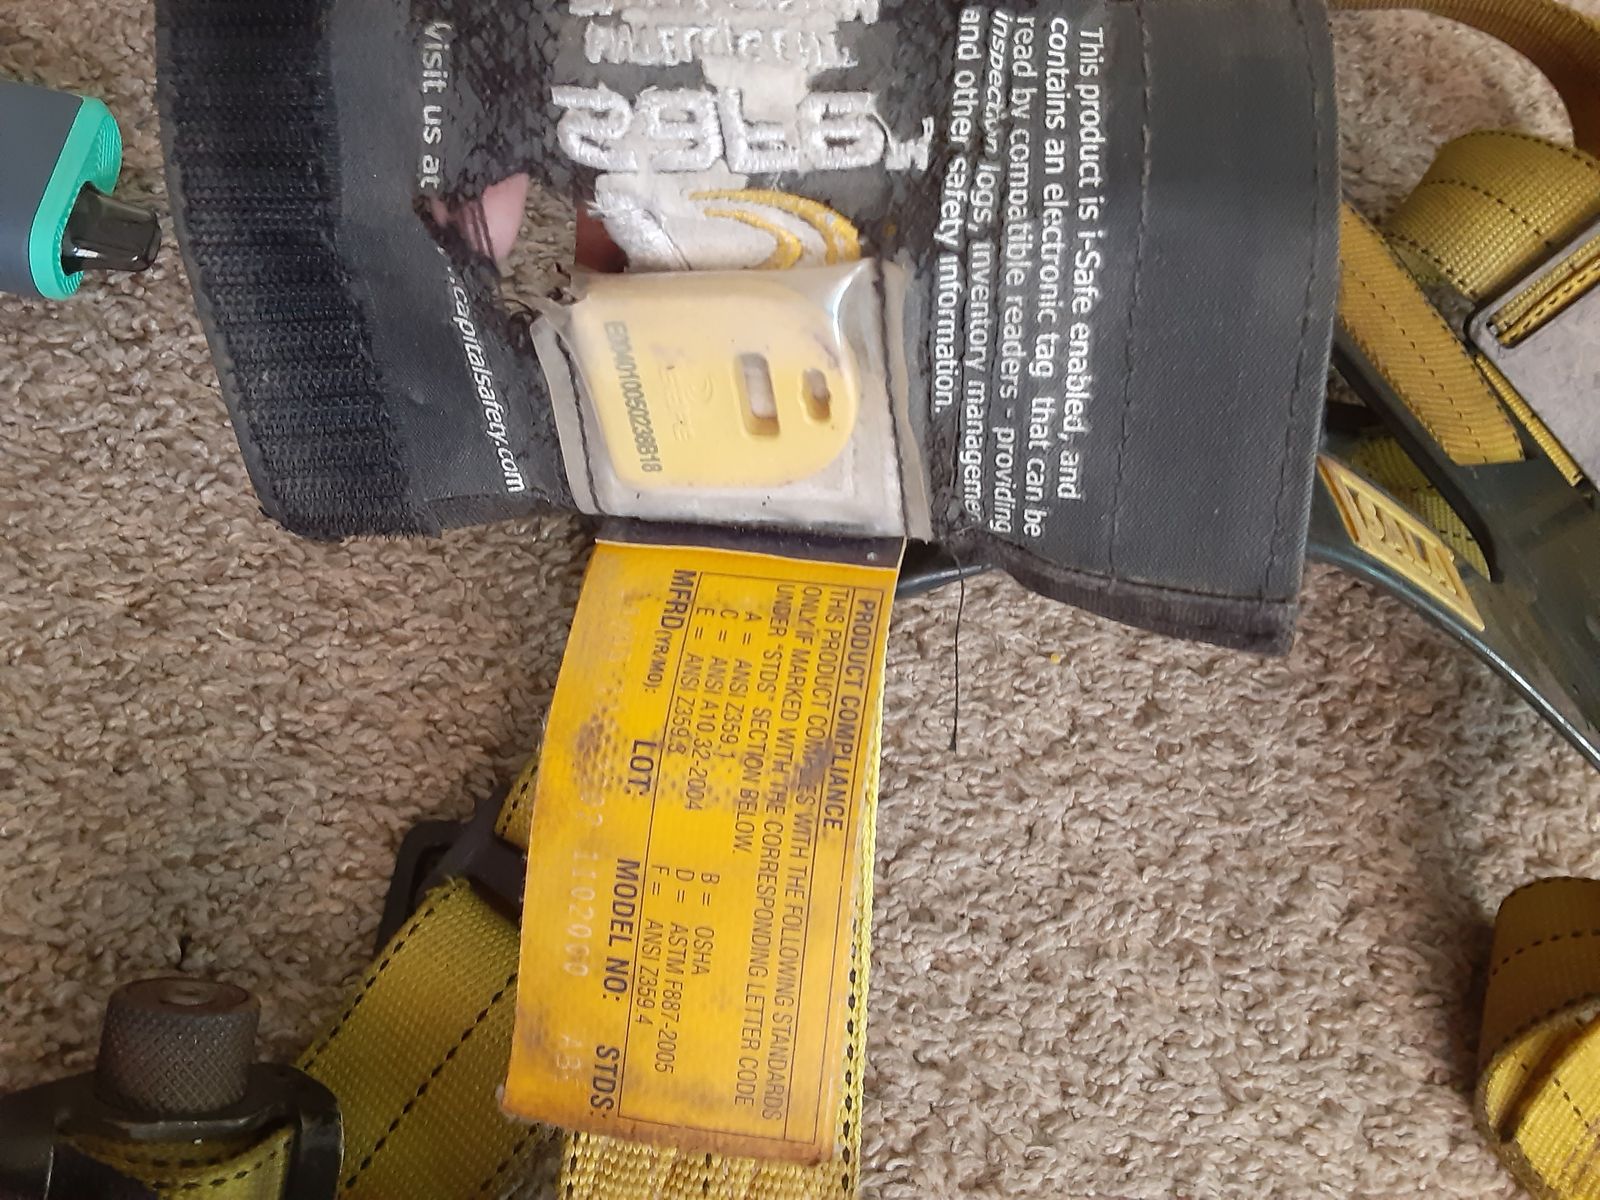 This product is i-Safe enabled, and
contains an electronic tag that can be
read by compatible readers - providing
inspection logs, inventory
and other safety information.
Visit us at
.capitalsafety.com
PRODUCT COMPLIANCE
THIS PRODUCT COMPLIES WITH THE FOLLOWING STANDARDS
ONLY IF MARKED WITH THE CORRESPONDING LETTER CODE
UNDER "STDS" SECTION BELOW.
A = ANSI Z359.1 B = OSHA
C = ANSI A10.32-2004 D = ASTM F887-2005
E = ANSI Z359.3 F = ANSI Z359.4
MFRD (YR/MO): LOT: MODEL NO: STDS:
1102000
DALA